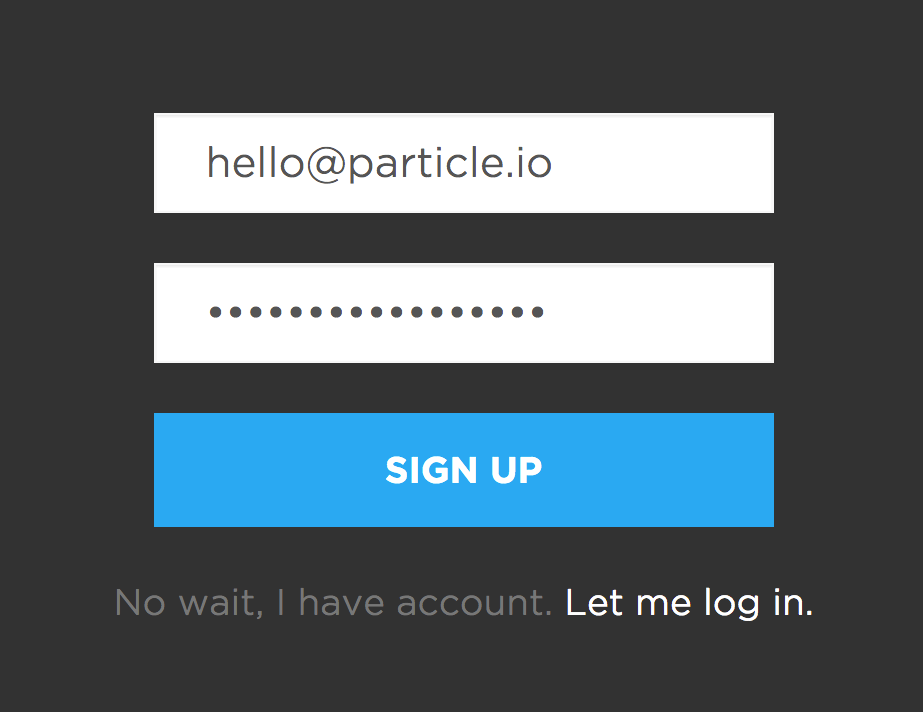 hello@particle.io
•••••••••••••••••
SIGN UP
No wait, I have account. Let me log in.